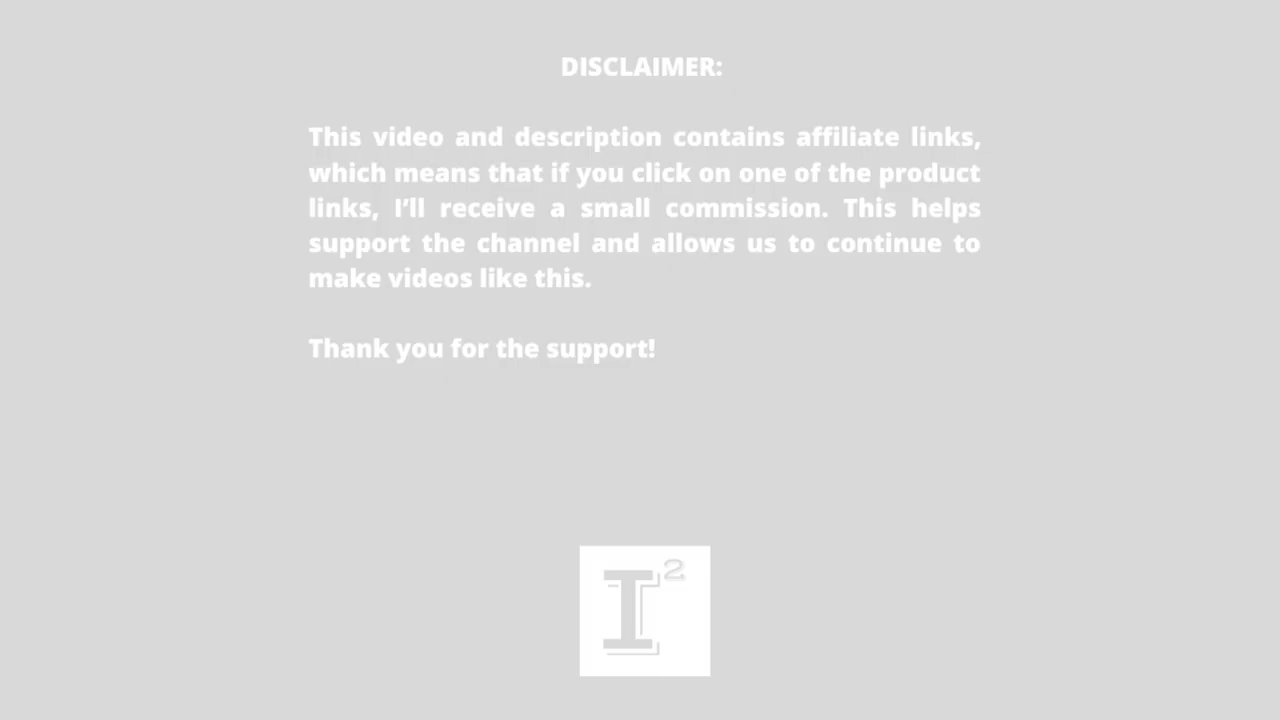 DISCLAIMER:
This video and description contains affiliate links,
which means that if you click on one of the product
links, I’ll receive a small commission. This helps
support the channel and allows us to continue to
make videos like this.
Thank you for the support!
I²